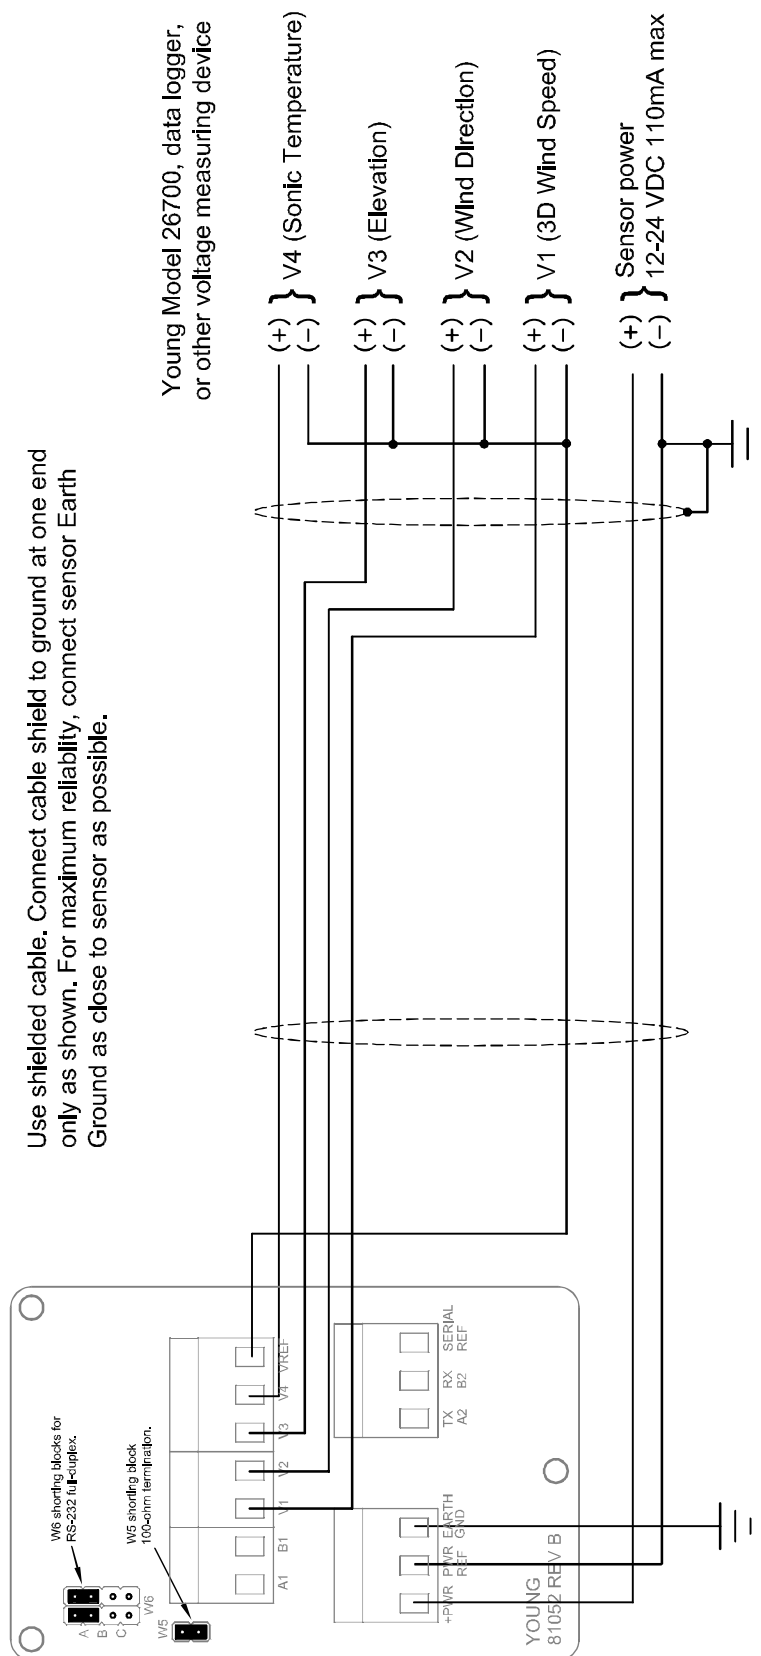 Use shielded cable. Connect cable shield to ground at one end
only as shown. For maximum reliablity, connect sensor Earth
Ground as close to sensor as possible.
Young Model 26700, data logger,
or other voltage measuring device
W6 shorting blocks for
RS-232 full-duplex.
W5 shorting block
100-ohm termination.
A
B
C
W6
W5
A1
B1
V1
V2
V3
V4
VREF
TX
A2
RX
B2
SERIAL
REF
+PWR
PWR
REF
EARTH
GND
YOUNG
81052 REV B
(+)
(−)
V4 (Sonic Temperature)
(+)
(−)
V3 (Elevation)
(+)
(−)
V2 (Wind Direction)
(+)
(−)
V1 (3D Wind Speed)
(+)
(−)
Sensor power
12-24 VDC 110mA max